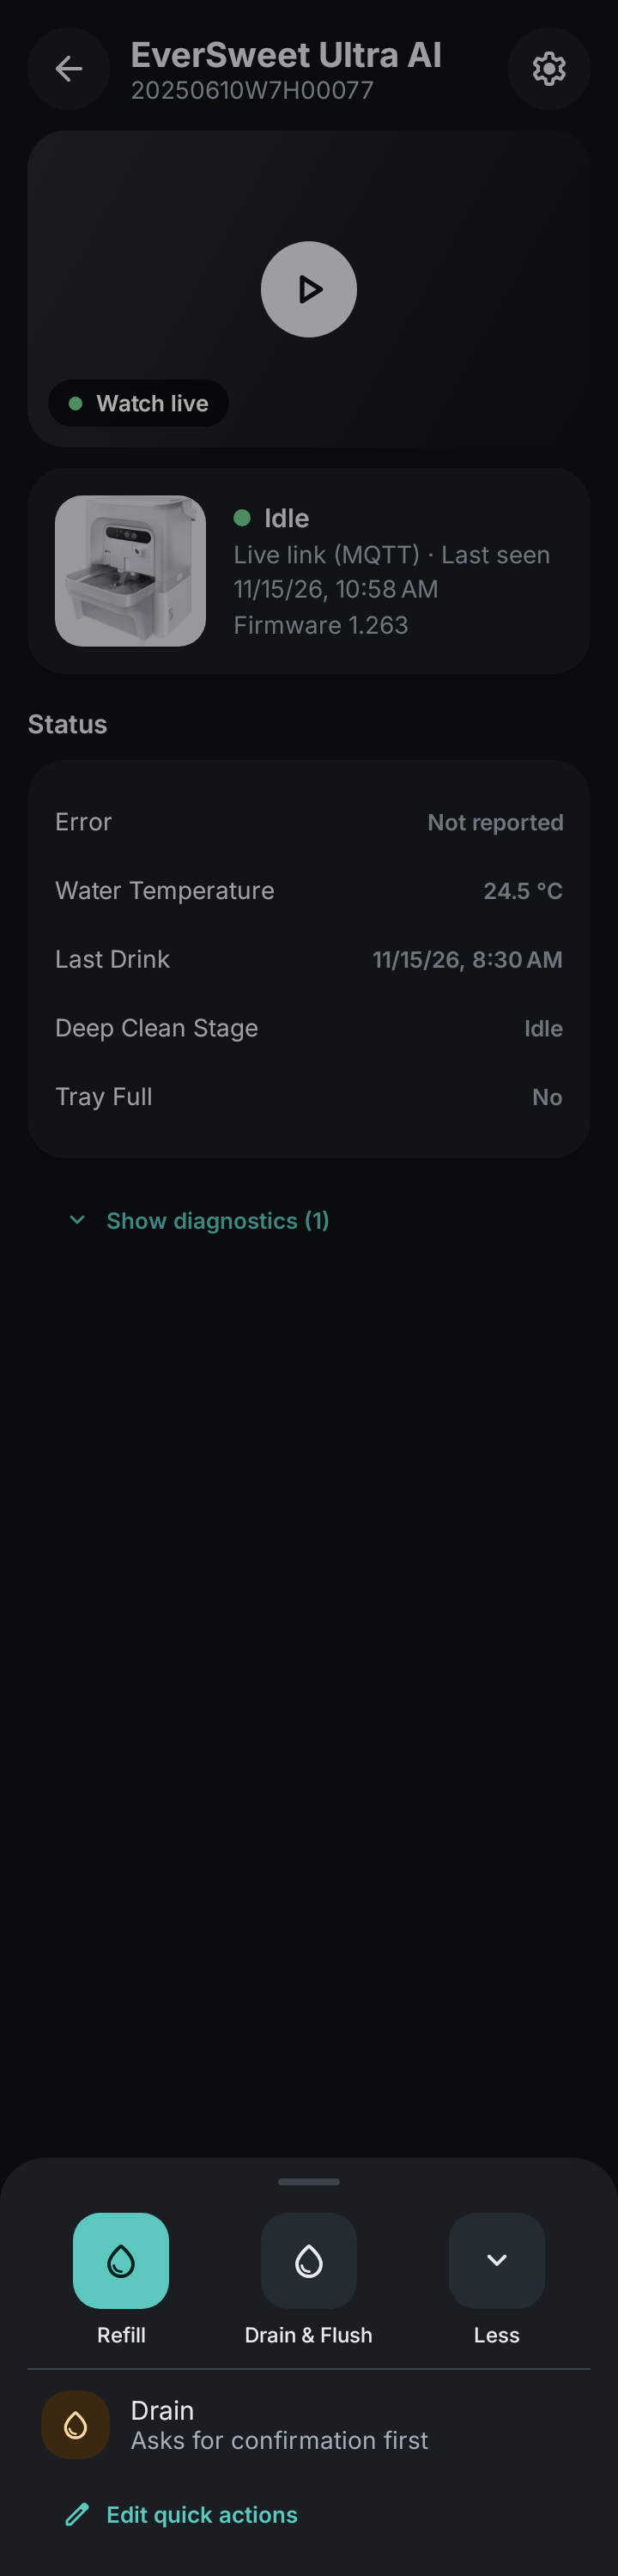 EverSweet Ultra AI
20250610W7H00077
Watch live
Idle
Live link (MQTT) · Last seen
11/15/26, 10:58 AM
Firmware 1.263
Status
Error Not reported
Water Temperature 24.5 °C
Last Drink 11/15/26, 8:30 AM
Deep Clean Stage Idle
Tray Full No
Show diagnostics (1)
Refill Drain & Flush Less
Drain
Asks for confirmation first
Edit quick actions